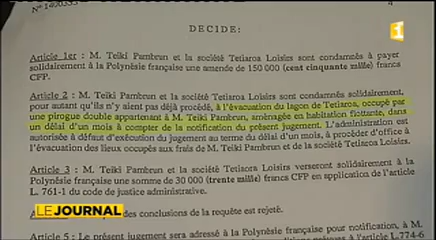 N° 1400333
4
DECIDE:
1
Article 1er : M. Teiki Pambrun et la société Tetiaroa Loisirs sont condamnés à payer
solidairement à la Polynésie française une amende de 150 000 (cent cinquante mille) francs
CFP.
Article 2 : M. Teiki Pambrun et la société Tetiaroa Loisirs sont condamnés solidairement,
pour autant qu'ils n'y aient pas déjà procédé, à l'évacuation du lagon de Tetiaroa, occupé par
une pirogue double appartenant à M. Teiki Pambrun, aménagée en habitation flottante, dans
un délai d'un mois à compter de la notification du présent jugement. L'administration est
autorisée à défaut d'exécution du jugement au terme du délai d'un mois, à procéder d'office à
l'évacuation des lieux occupés aux frais de M. Teiki Pambrun et de la société Tetiaroa Loisirs.
Article 3 : M. Teiki Pambrun et la société Tetiaroa Loisirs verseront solidairement à la
Polynésie française une somme de 30 000 (trente mille) francs CFP en application de l'article
L. 761-1 du code de justice administrative.
des conclusions de la requête est rejeté.
LE JOURNAL
Article 5 : Le présent jugement sera adressé à la Polynésie française pour notification, à M.
articles L.774-6